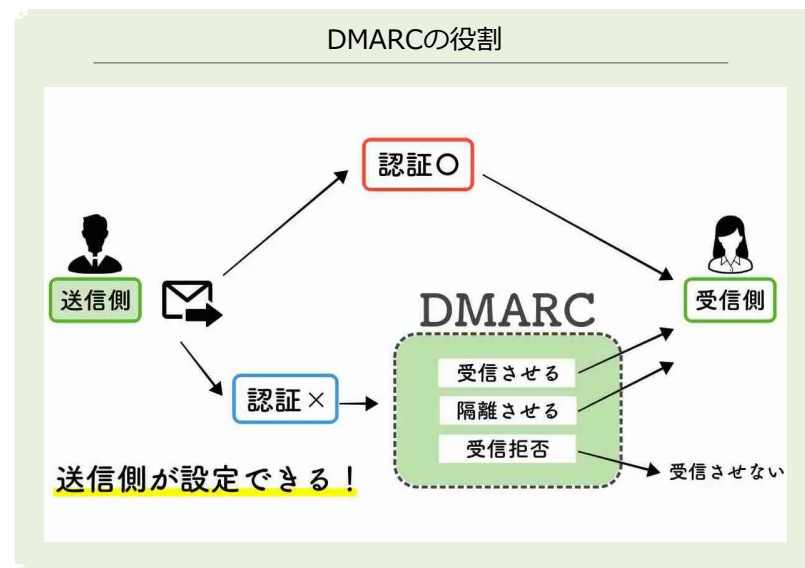 DMARCの役割
認証〇
送信側
受信側
DMARC
受信させる
認証×
隔離させる
受信拒否
受信させない
送信側が設定できる！